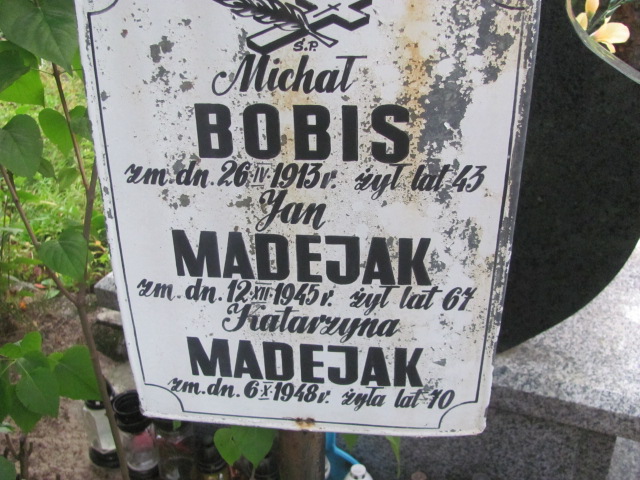 Ś.P.
Michał
BOBIS
zm. dn. 26 IV 1913 r. żył lat 43
Jan
MADEJAK
zm. dn. 12 XII 1945 r. żył lat 67
Katarzyna
MADEJAK
zm. dn. 6 X 1948 r. żyła lat 70